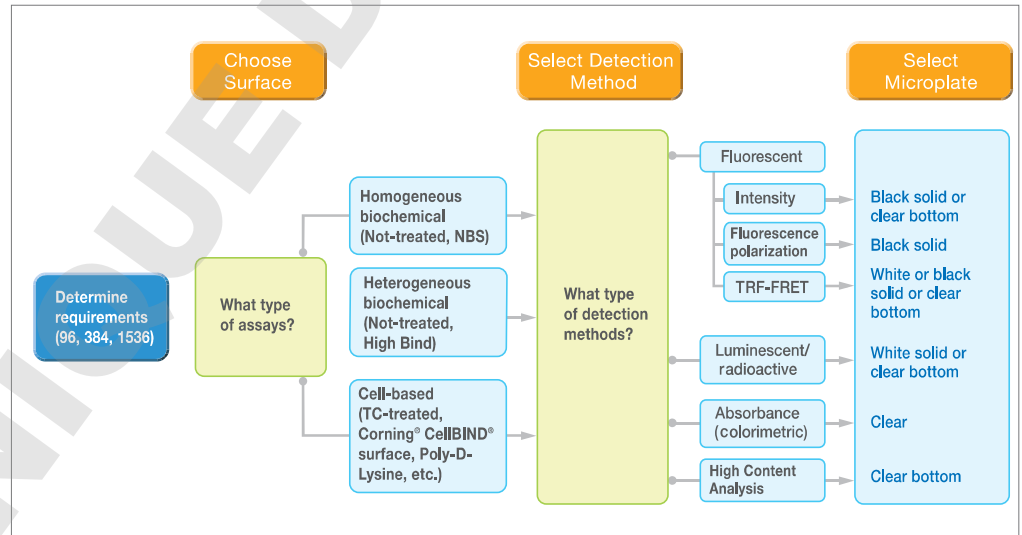 Choose
Surface
Select Detection
Method
Select
Microplate
Determine
requirements
(96, 384, 1536)
What type
of assays?
Homogeneous
biochemical
(Not-treated, NBS)
Heterogeneous
biochemical
(Not-treated,
High Bind)
Cell-based
(TC-treated,
Corning® CellBIND®
surface, Poly-D-
Lysine, etc.)
What type
of detection
methods?
Fluorescent
Intensity
Fluorescence
polarization
TRF-FRET
Luminescent/
radioactive
Absorbance
(colorimetric)
High Content
Analysis
Black solid or
clear bottom
Black solid
White or black
solid or clear
bottom
White solid or
clear bottom
Clear
Clear bottom